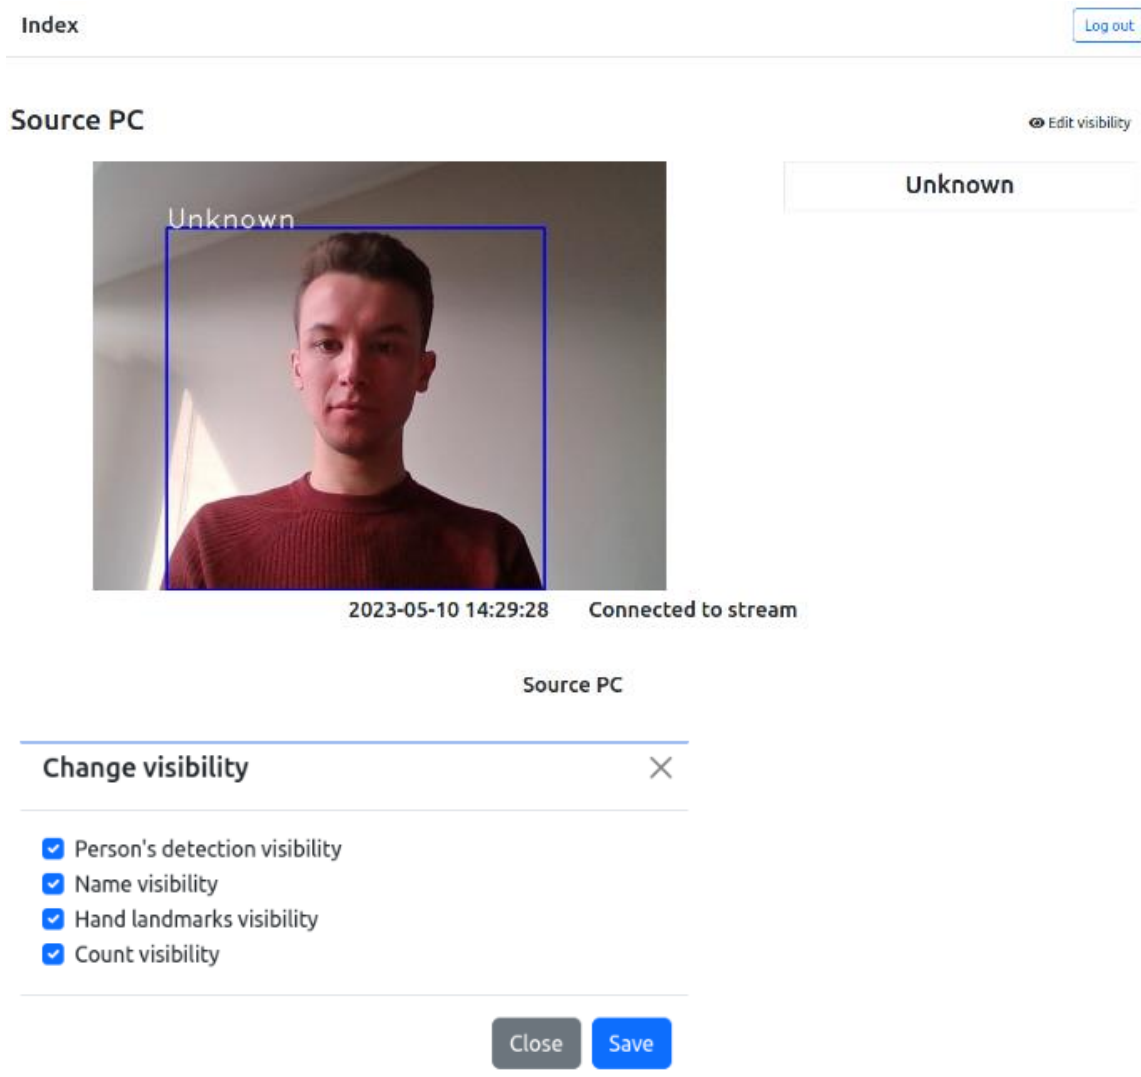 Index
Log out
Source PC
Edit visibility
Unknown
Unknown
2023-05-10 14:29:28 Connected to stream
Source PC
Change visibility
Person's detection visibility
Name visibility
Hand landmarks visibility
Count visibility
Close Save